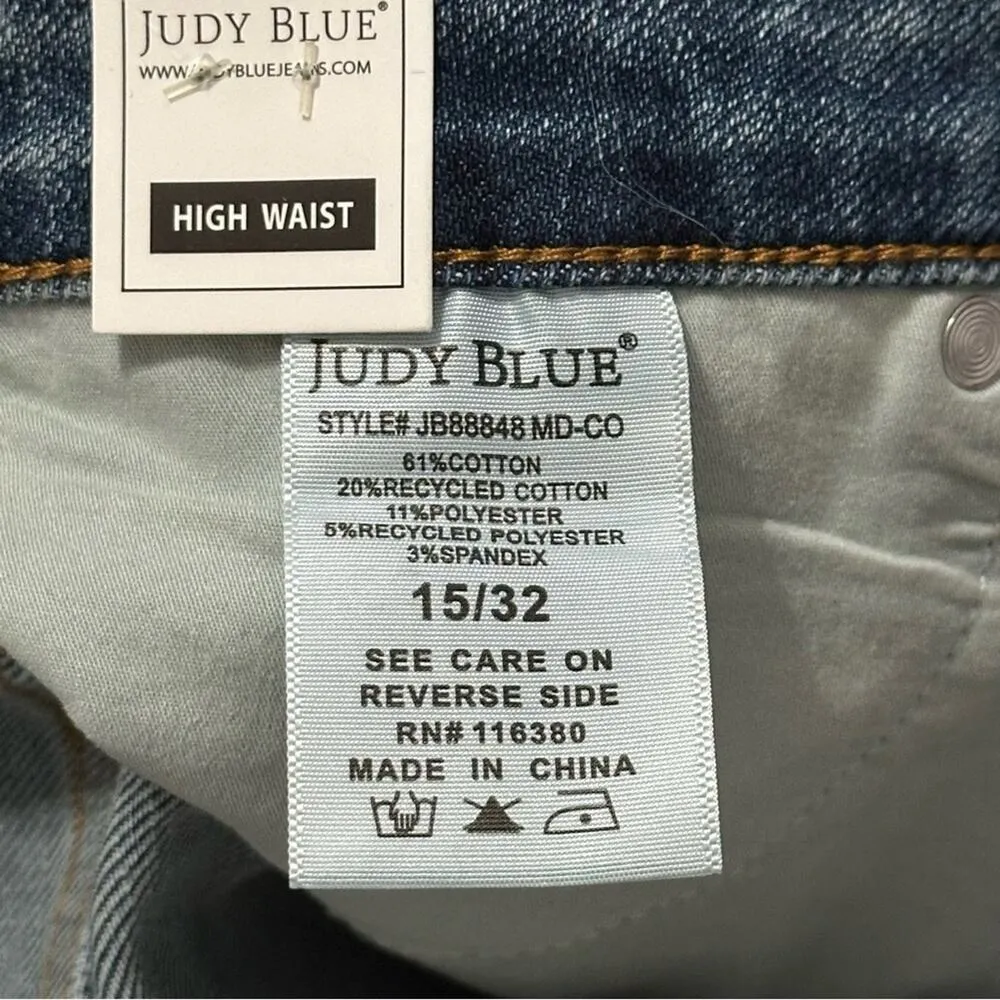 JUDY BLUE®
HIGH WAIST
JUDY BLUE®
STYLE# JB88848 MD-CO
61%COTTON
20%RECYCLED COTTON
11%POLYESTER
5%RECYCLED POLYESTER
3%SPANDEX
15/32
SEE CARE ON
REVERSE SIDE
RN# 116380
MADE IN CHINA